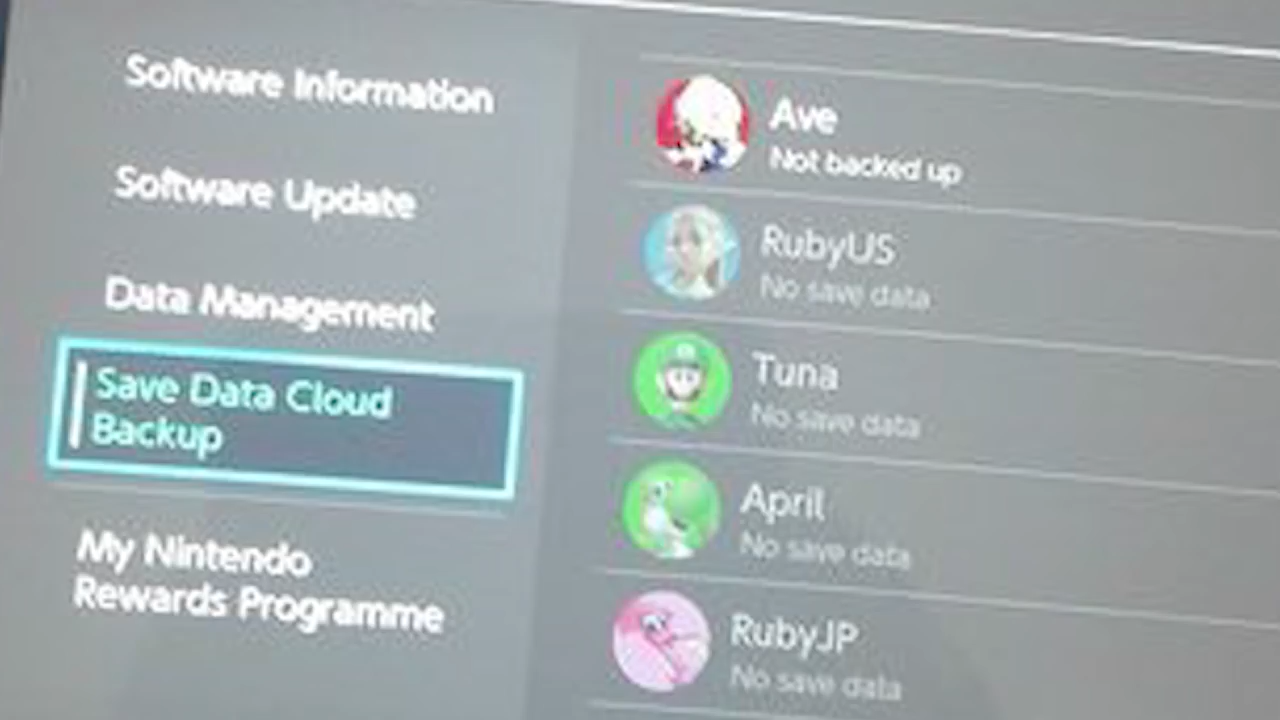 Software Information
Software Update
Data Management
Save Data Cloud
Backup
My Nintendo
Rewards Programme
Ave
Not backed up
RubyUS
No save data
Tuna
No save data
April
No save data
RubyJP
No save data